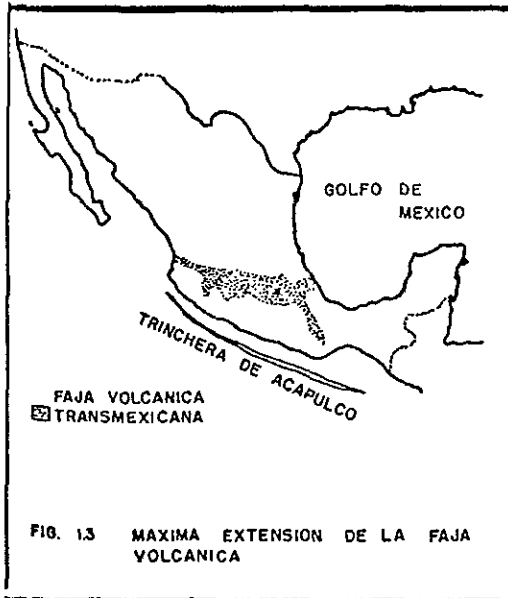 GOLFO DE
MEXICO
TRINCHERA DE ACAPULCO
FAJA VOLCANICA
TRANSMEXICANA
FIG. 1.3 MAXIMA EXTENSION DE LA FAJA
VOLCANICA